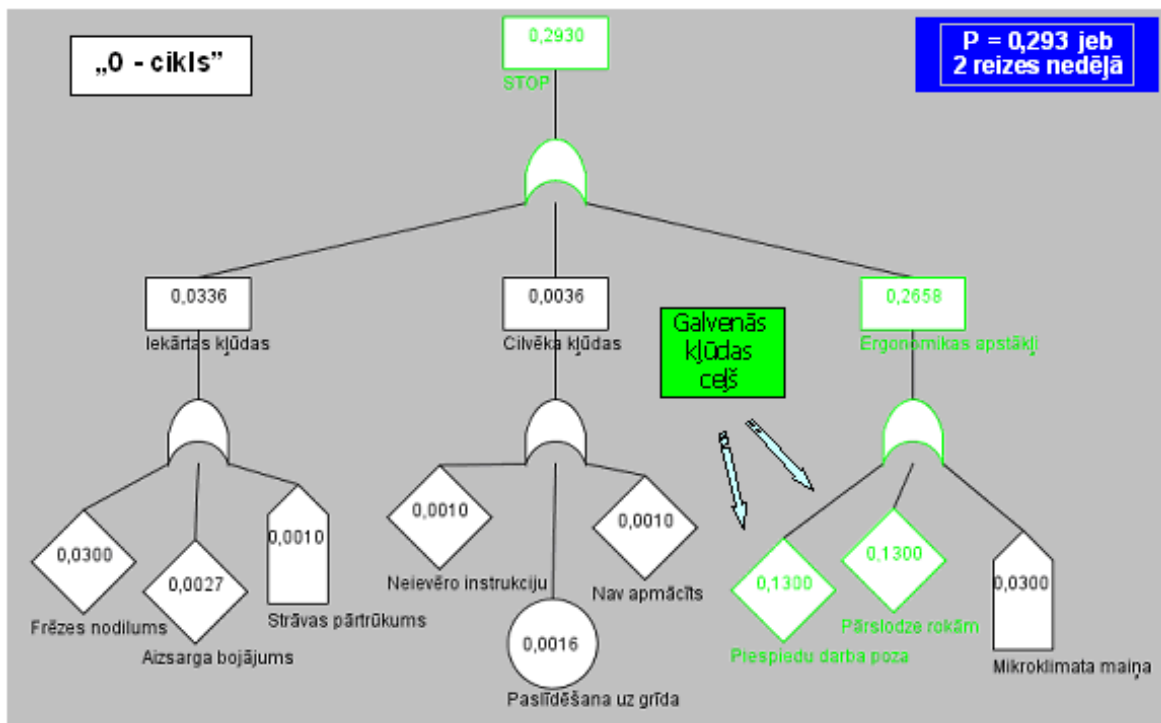 „0 - cikls”
0,2930
STOP
P = 0,293 jeb
2 reizes nedēļā
0,0336
Iekārtas kļūdas
0,0036
Cilvēka kļūdas
0,2658
Ergonomikas apstākļi
Galvenās
kļūdas
ceļš
0,0300
Frēzes nodilums
0,0027
Aizsarga bojājums
0,0010
Strāvas pārtrūkums
0,0010
Neievēro instrukciju
0,0016
Paslīdēšana uz grīda
0,0010
Nav apmācīts
0,1300
Piespiedu darba poza
0,1300
Pārslodze rokām
0,0300
Mikroklimata maiņa